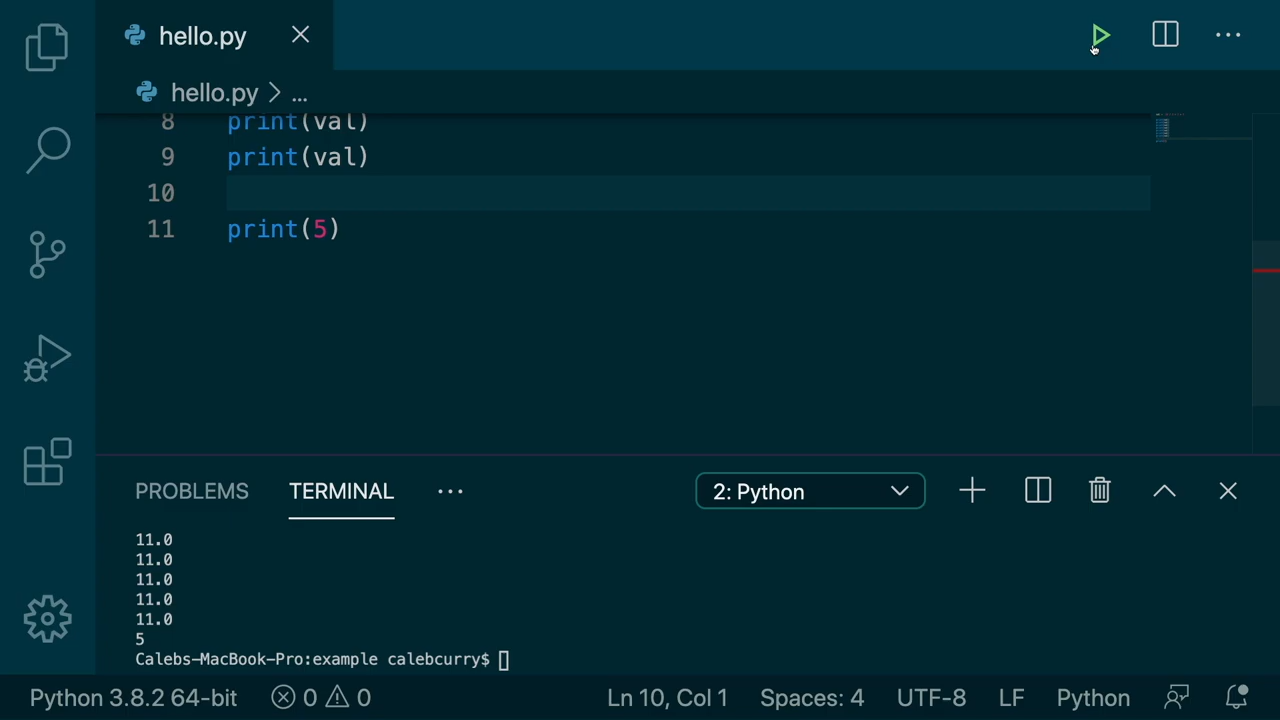 hello.py
hello.py > ...
8 print(val)
9 print(val)
10
11 print(5)
PROBLEMS TERMINAL ... 2: Python
11.0
11.0
11.0
11.0
11.0
5
Calebs-MacBook-Pro:example calebcurry$
Python 3.8.2 64-bit 0 0 Ln 10, Col 1 Spaces: 4 UTF-8 LF Python